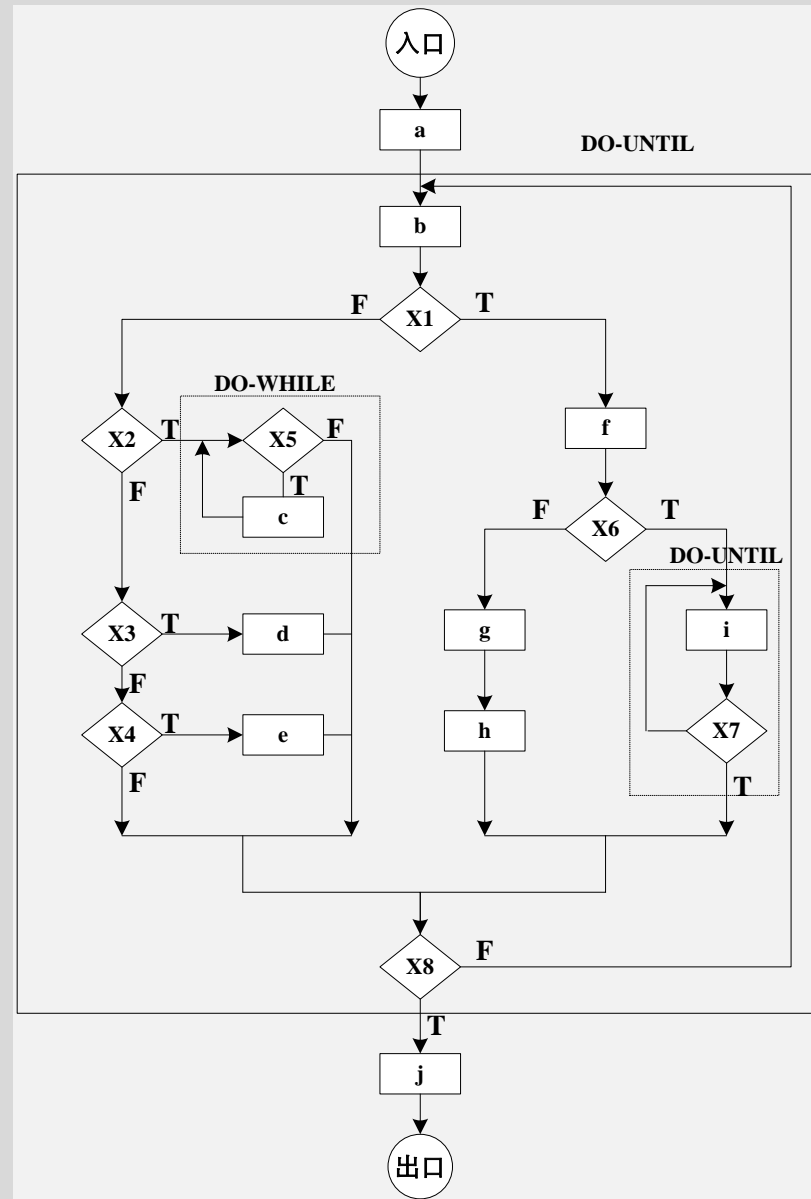 入口
a
DO-UNTIL
b
F
X1
T
DO-WHILE
X2
T
X5
F
f
F
T
c
F
X6
T
DO-UNTIL
X3
T
d
g
i
F
X4
T
e
h
X7
F
T
X8
F
T
j
出口